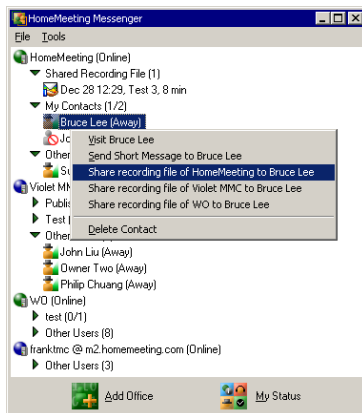 HomeMeeting Messenger
File Tools
HomeMeeting (Online)
Shared Recording File (1)
Dec 28 12:29, Test 3, 8 min
My Contacts (1/2)
Bruce Lee (Away)
Visit Bruce Lee
Send Short Message to Bruce Lee
Share recording file of HomeMeeting to Bruce Lee
Share recording file of Violet MMC to Bruce Lee
Share recording file of WO to Bruce Lee
Delete Contact
Other
Su
Violet
Test
Other
John Liu (Away)
Owner Two (Away)
Philip Chuang (Away)
WO (Online)
test (0/1)
Other Users (8)
franktmc @ m2.homemeeting.com (Online)
Other Users (3)
Add Office
My Status